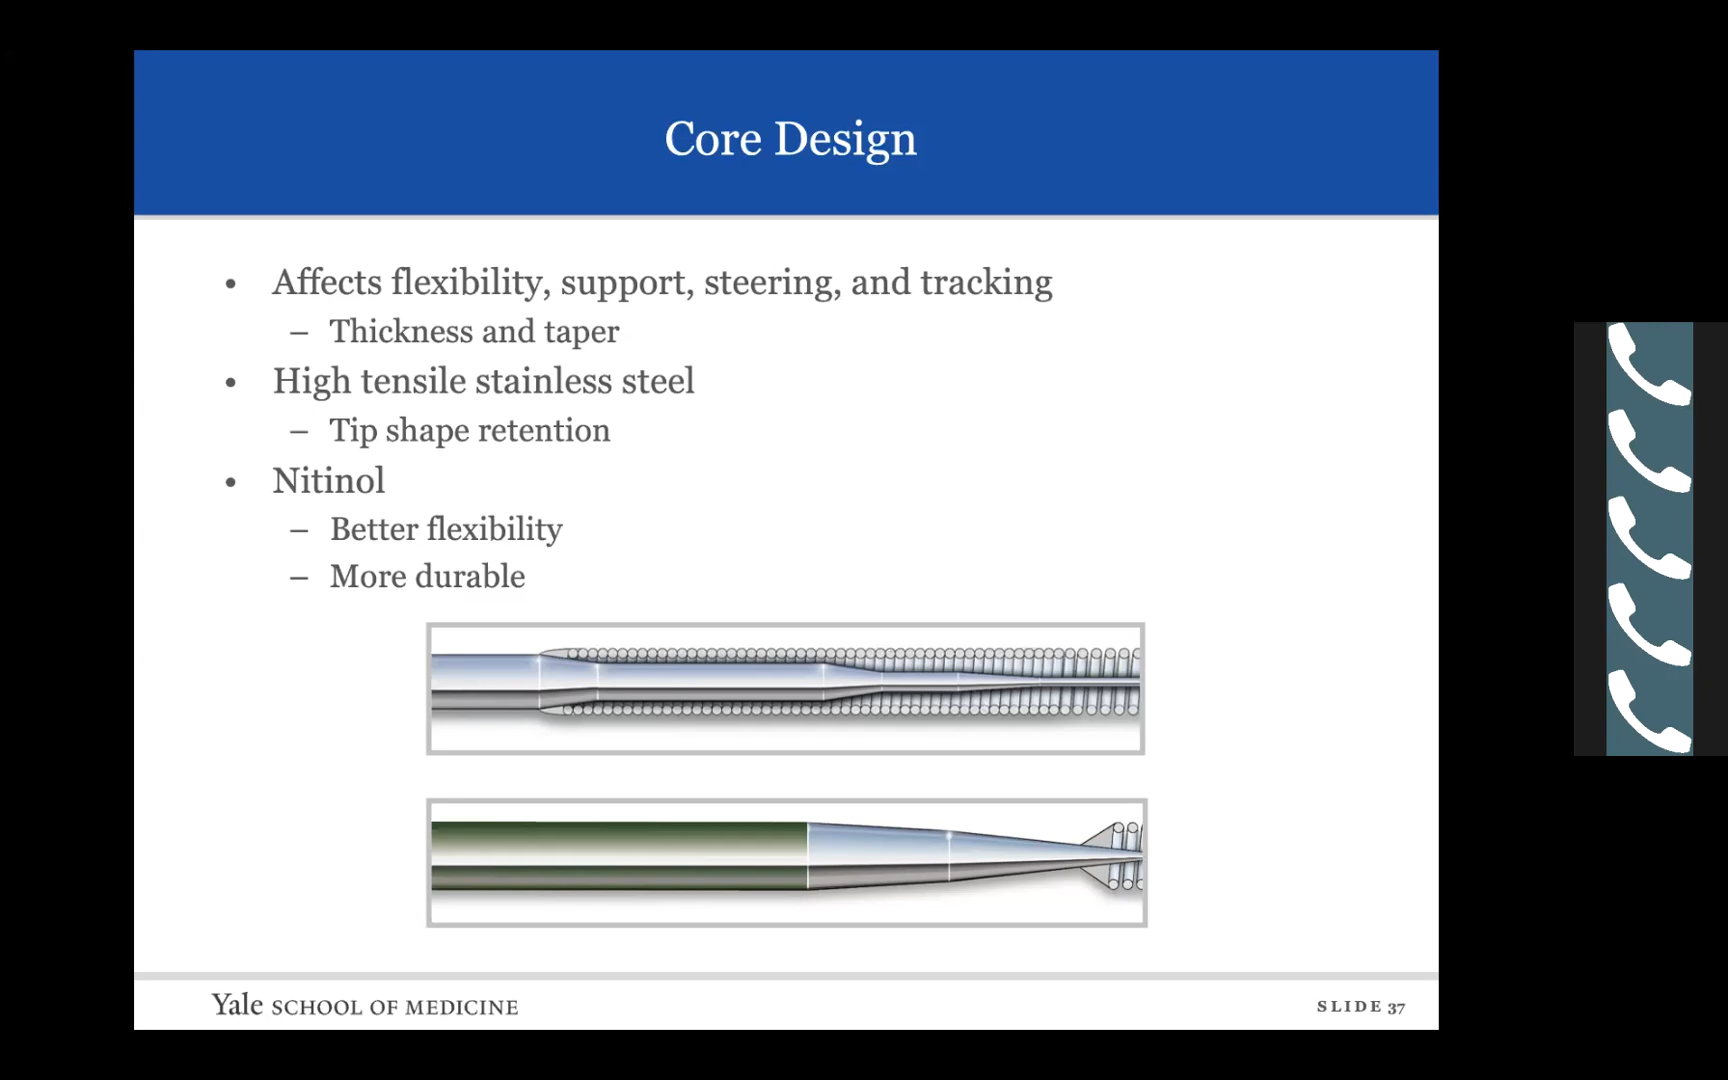 Core Design
• Affects flexibility, support, steering, and tracking
– Thickness and taper
• High tensile stainless steel
– Tip shape retention
• Nitinol
– Better flexibility
– More durable
Yale SCHOOL OF MEDICINE
SLIDE 37